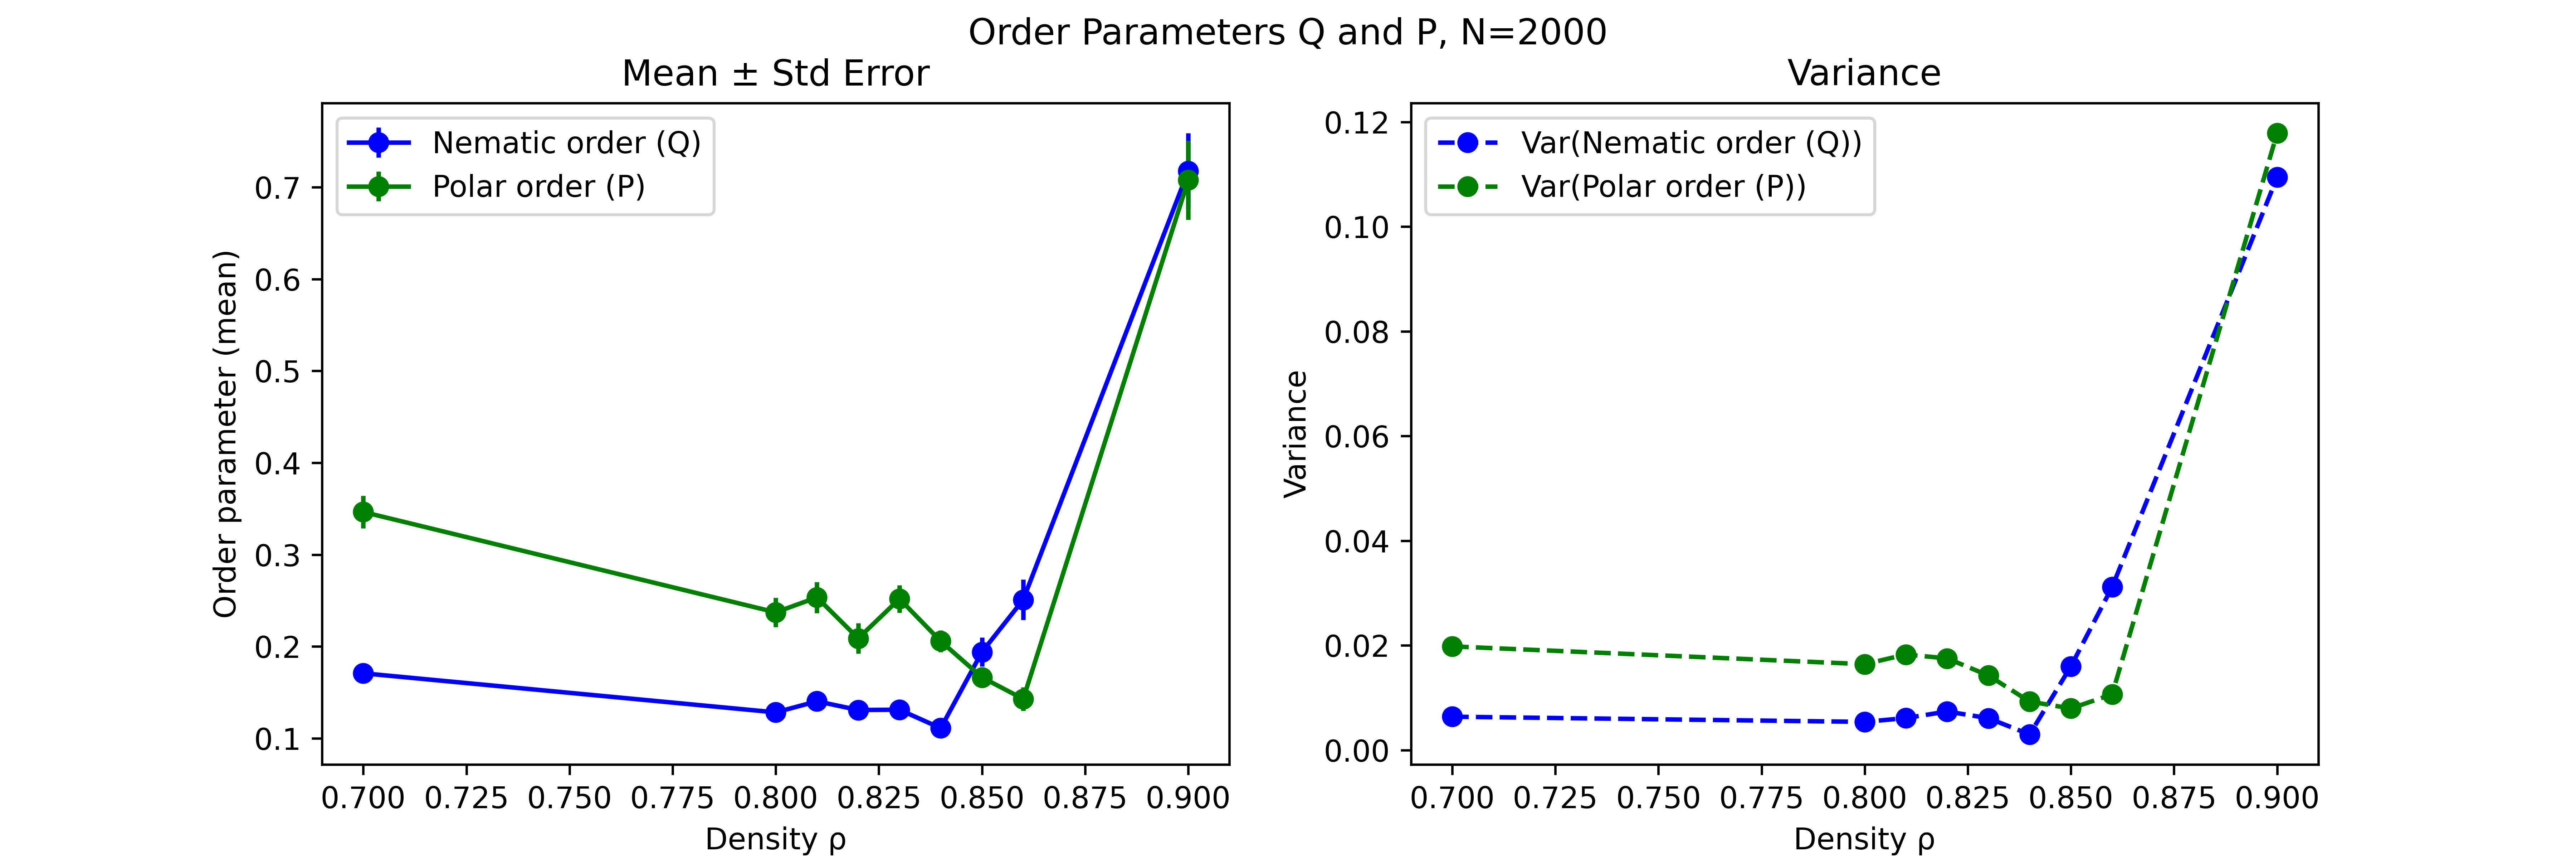 Order Parameters Q and P, N=2000
Mean ± Std Error
Nematic order (Q)
Polar order (P)
Order parameter (mean)
0.7
0.6
0.5
0.4
0.3
0.2
0.1
0.700 0.725 0.750 0.775 0.800 0.825 0.850 0.875 0.900
Density ρ
Variance
Var(Nematic order (Q))
Var(Polar order (P))
Variance
0.12
0.10
0.08
0.06
0.04
0.02
0.00
0.700 0.725 0.750 0.775 0.800 0.825 0.850 0.875 0.900
Density ρ